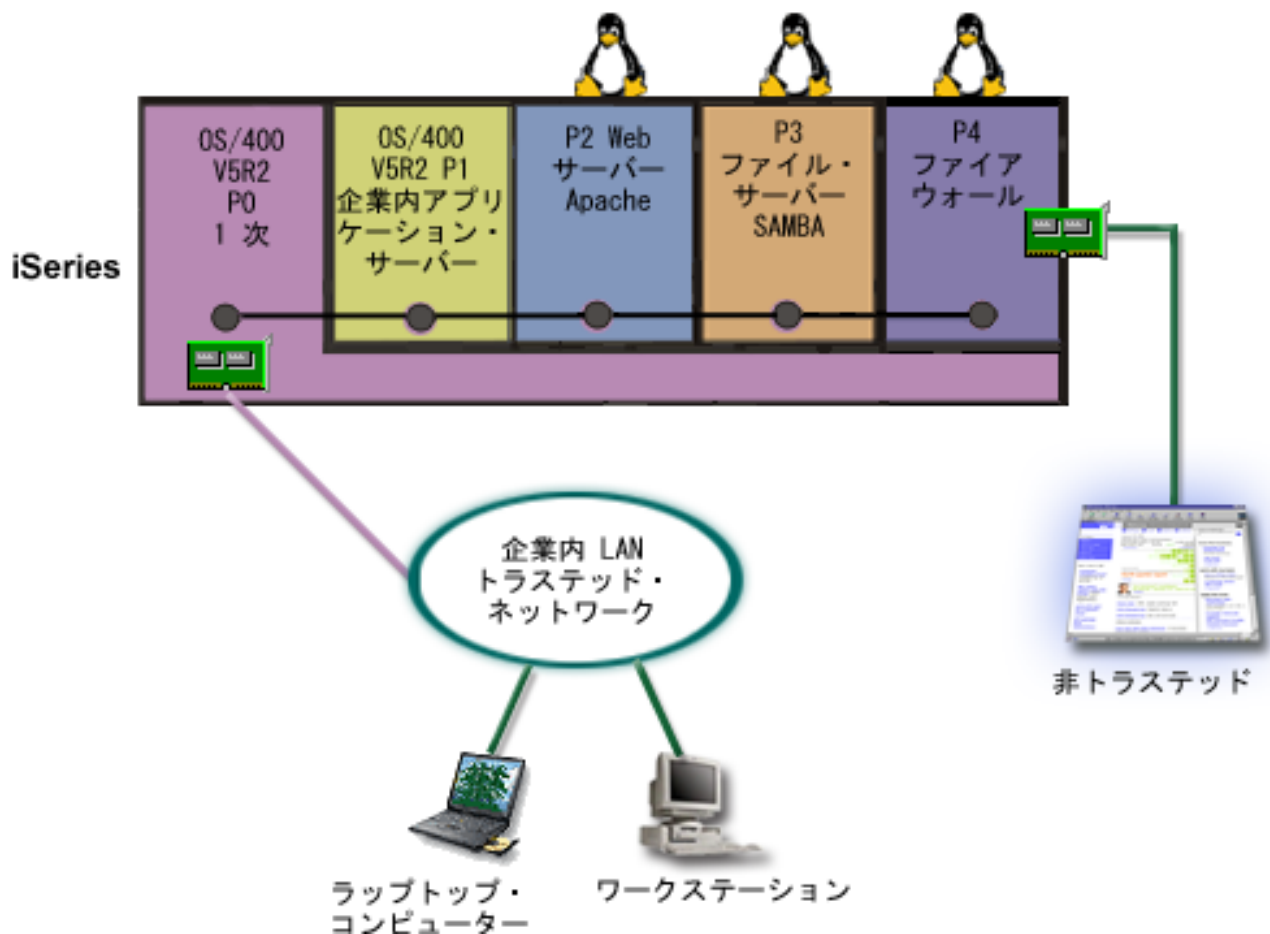 iSeries
OS/400
V5R2
P0
1 次
OS/400
V5R2 P1
企業内アプリ
ケーション・
サーバー
P2 Web
サーバー
Apache
P3
ファイル・
サーバー
SAMBA
P4
ファイア
ウォール
企業内 LAN
トラステッド・
ネットワーク
非トラステッド
ラップトップ・
コンピューター
ワークステーション